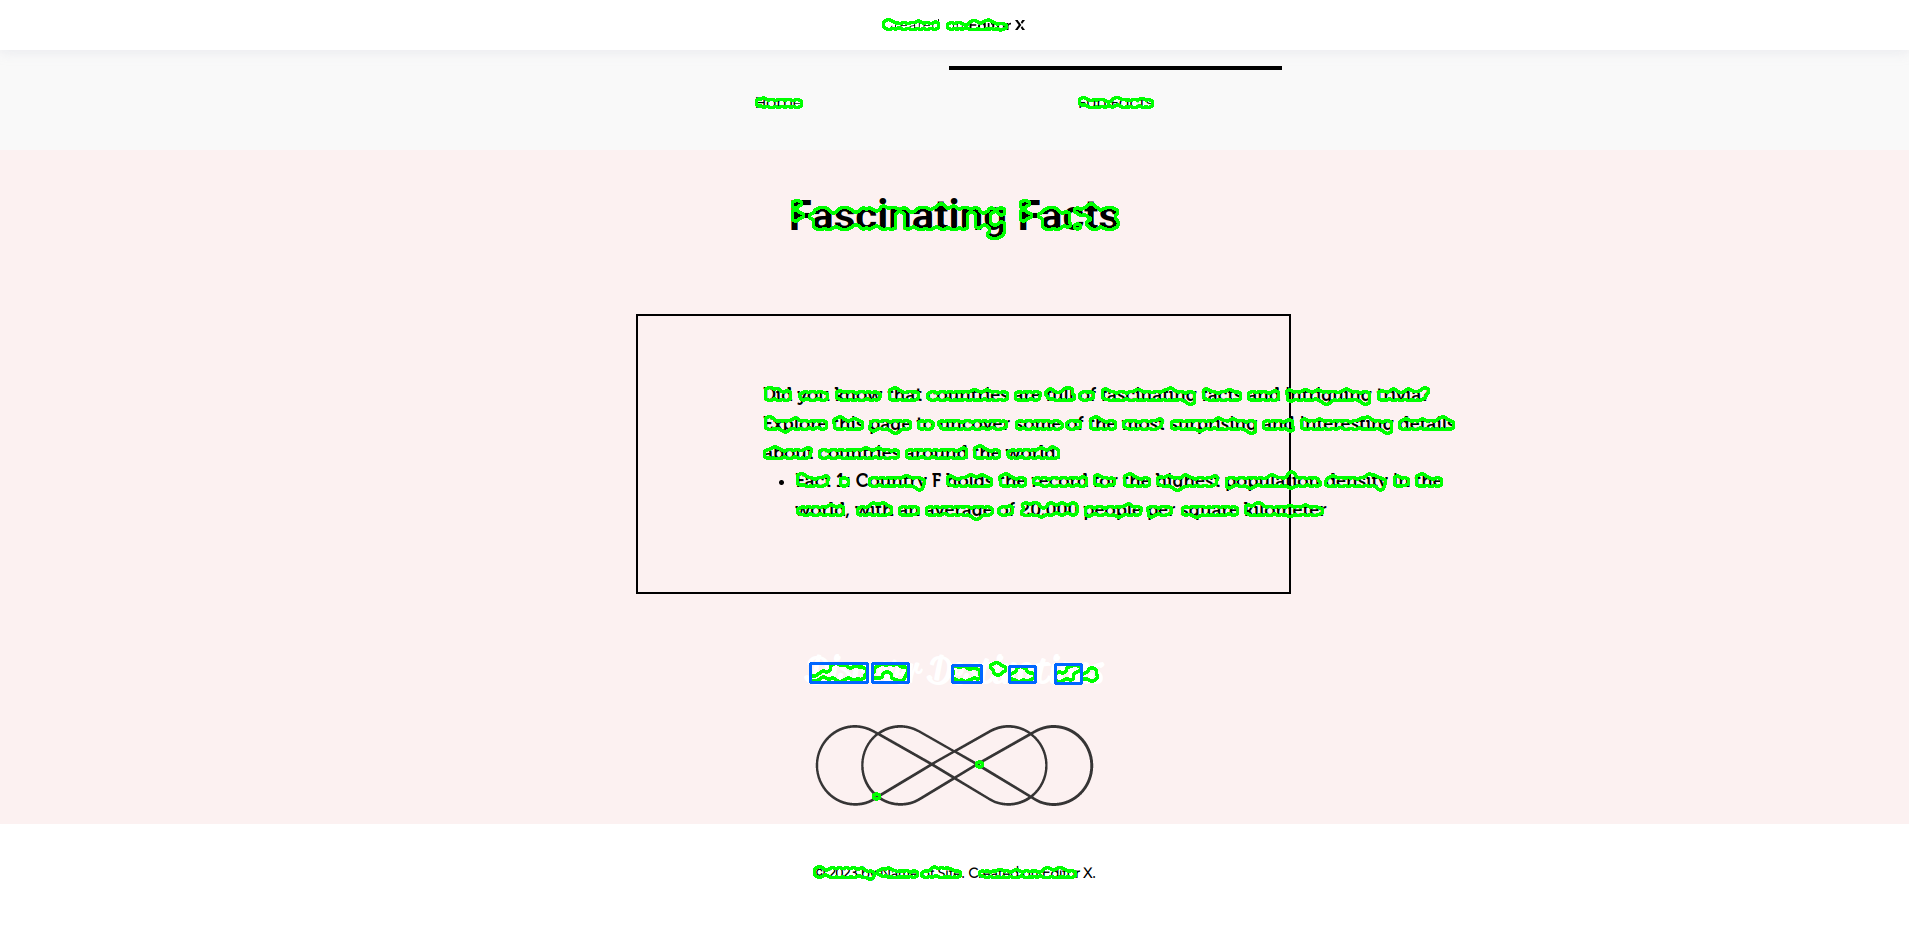 Created on Editor X
Home
Fun Facts
Fascinating Facts
Did you know that countries are full of fascinating facts and intriguing trivia?
Explore this page to uncover some of the most surprising and interesting details
about countries around the world.
• Fact 1: Country F holds the record for the highest population density in the
world, with an average of 20,000 people per square kilometer
© 2023 by Name of Site. Created on Editor X.